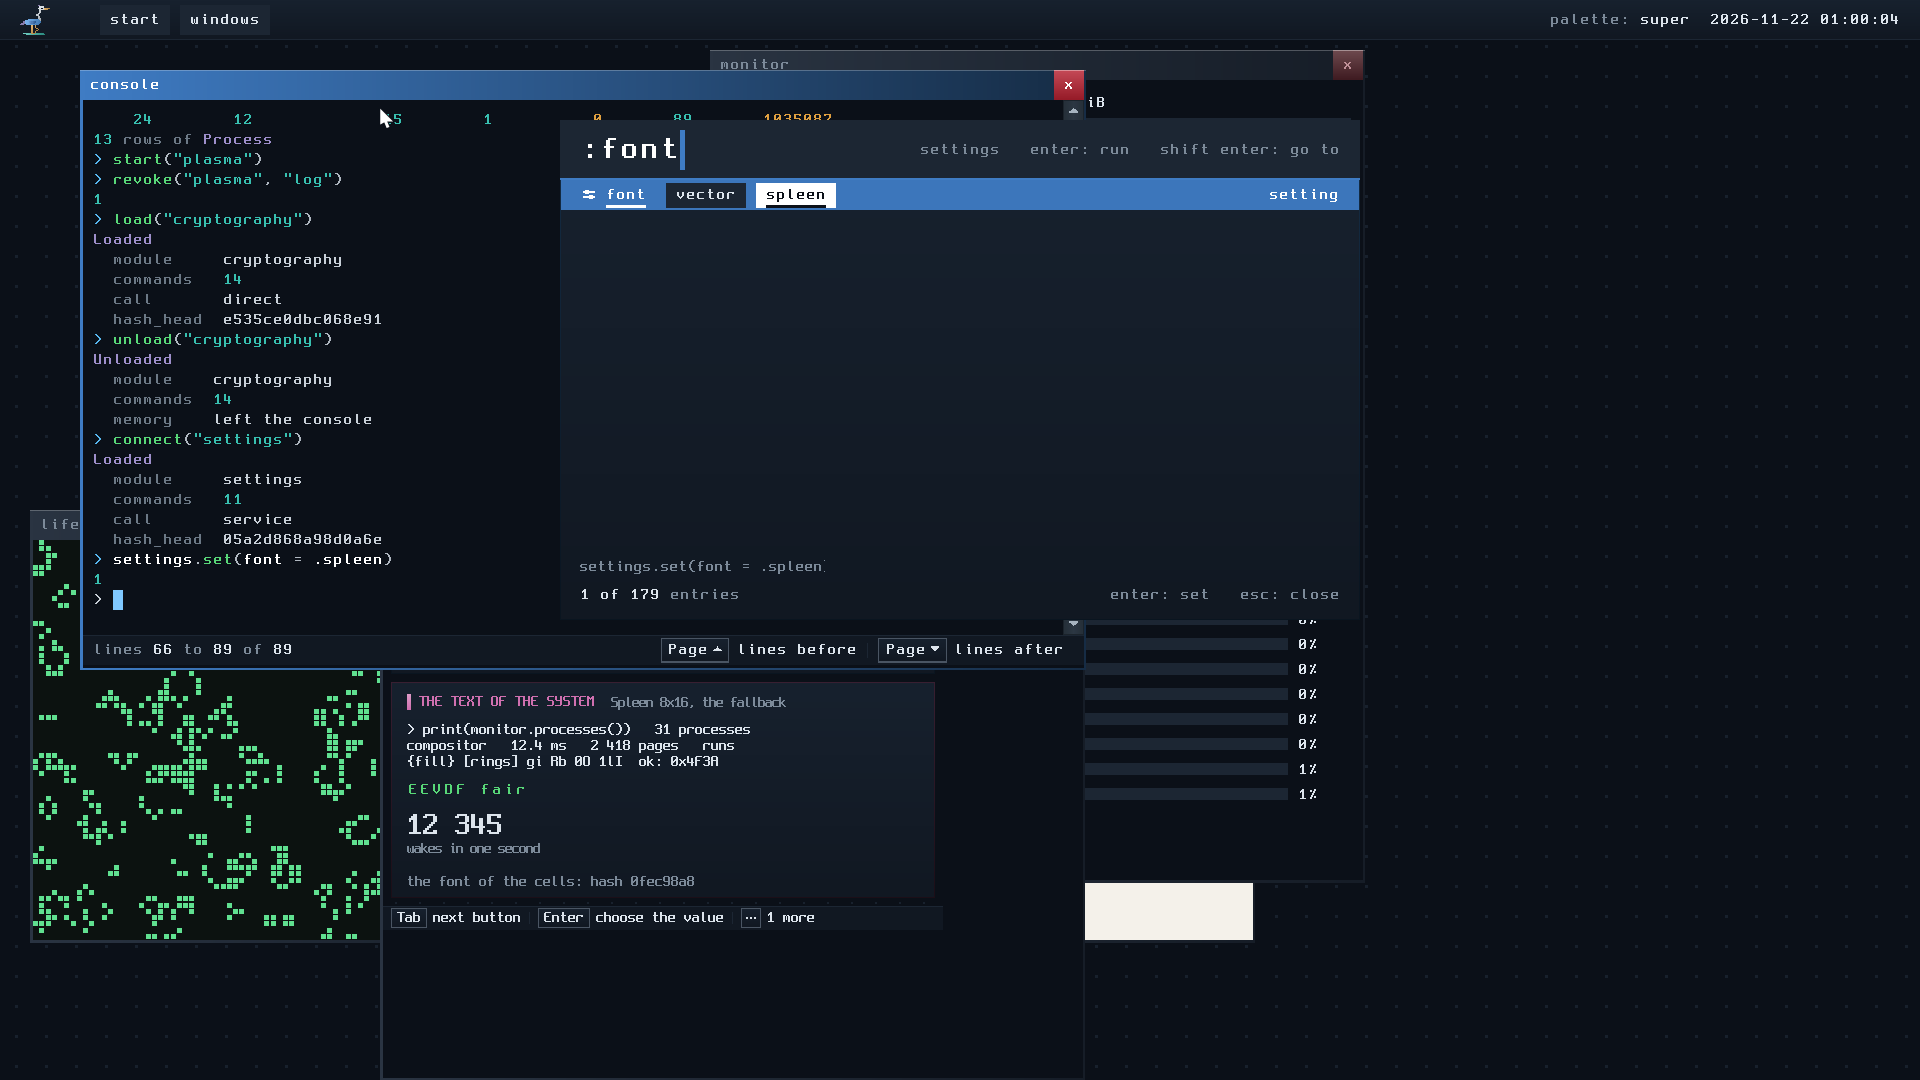 start windows palette: super 2026-11-22 01:00:04
monitor x
console x
iB
24 12 5 1 0 89 1035087
13 rows of Process
> start("plasma")
> revoke("plasma", "log")
1
> load("cryptography")
Loaded
module cryptography
commands 14
call direct
hash_head e535ce0dbc068e91
> unload("cryptography")
Unloaded
module cryptography
commands 14
memory left the console
> connect("settings")
Loaded
module settings
commands 11
call service
hash_head 05a2d868a98d0a6e
> settings.set(font = .spleen)
1
>
lines 66 to 89 of 89 Page lines before Page lines after
:font settings enter: run shift enter: go to
font vector spleen setting
settings.set(font = .spleen)
1 of 179 entries enter: set esc: close
life
0%
0%
0%
0%
0%
0%
1%
1%
THE TEXT OF THE SYSTEM Spleen 8x16, the fallback
> print(monitor.processes()) 31 processes
compositor 12.4 ms 2 418 pages runs
{fill} [rings] gi Rb 0O 1lI ok: 0x4F3A
EEVDF fair
12 345
wakes in one second
the font of the cells: hash 0fec98a8
Tab next button Enter choose the value ... 1 more